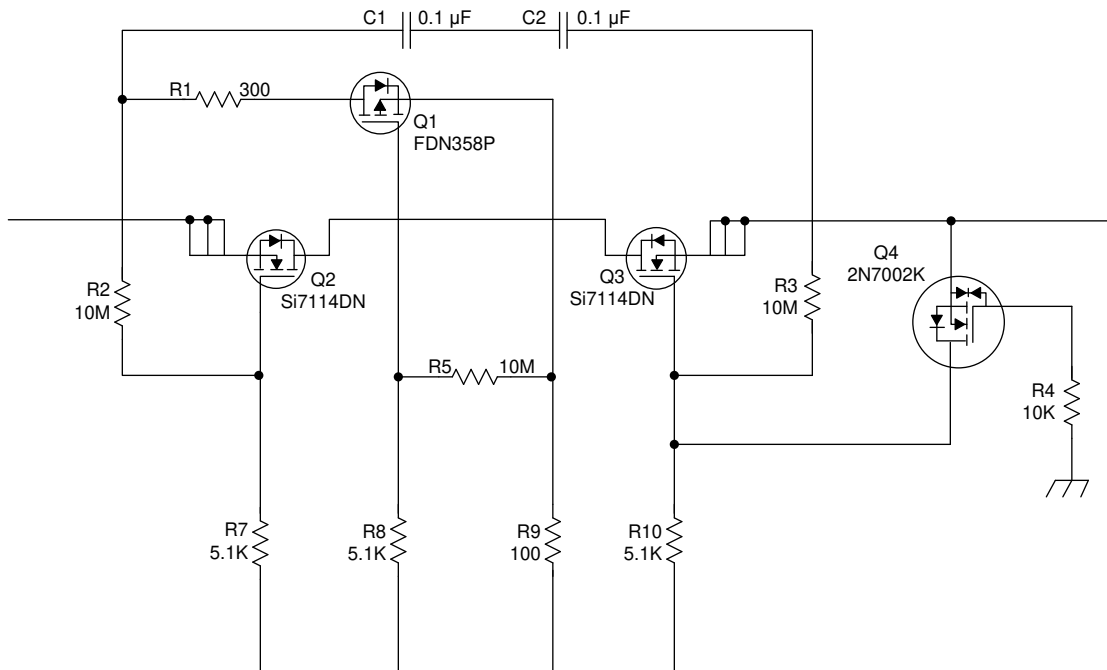 C1 0.1 µF C2 0.1 µF
R1 300
Q1
FDN358P
Q2
Si7114DN
Q3
Si7114DN
Q4
2N7002K
R2
10M
R3
10M
R5 10M
R4
10K
R7
5.1K
R8
5.1K
R9
100
R10
5.1K